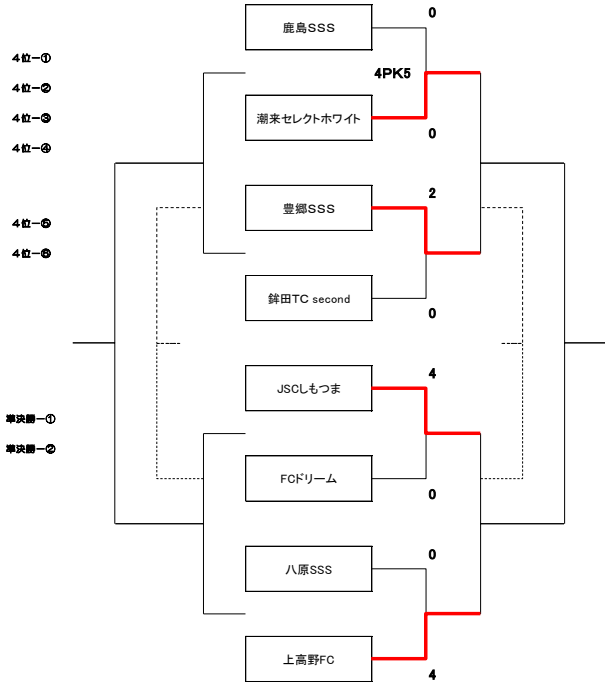 0
鹿島SSS
4位ー①
4PK5
4位ー②
潮来セレクトホワイト
4位ー③
0
4位ー④
2
豊郷SSS
4位ー⑤
4位ー⑥
鉾田TC second
0
4
JSCしもつま
準決勝ー①
準決勝ー②
FCドリーム
0
0
八原SSS
上高野FC
4